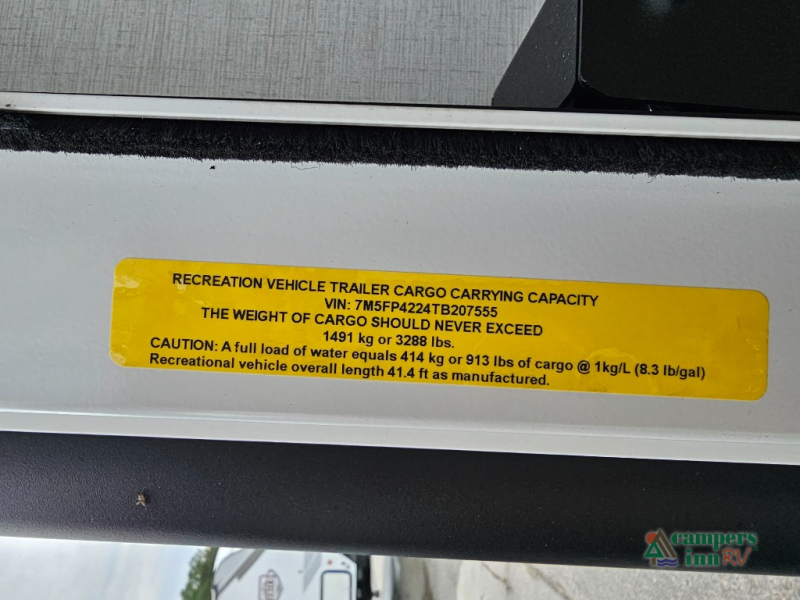 RECREATION VEHICLE TRAILER CARGO CARRYING CAPACITY
VIN: 7M5FP4224TB207555
THE WEIGHT OF CARGO SHOULD NEVER EXCEED
1491 kg or 3288 lbs.
CAUTION: A full load of water equals 414 kg or 913 lbs of cargo @ 1kg/L (8.3 lb/gal)
Recreational vehicle overall length 41.4 ft as manufactured.
campers
inn RV